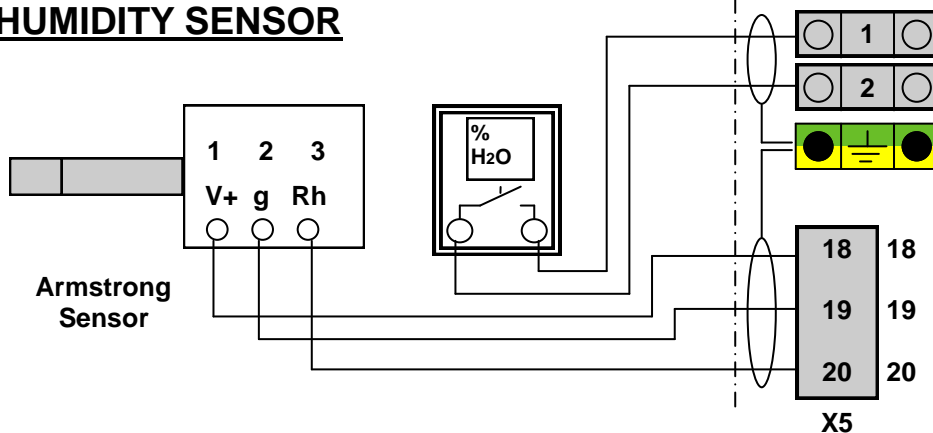 HUMIDITY SENSOR
1
2
1 2 3
V+ g Rh
%
H2O
Armstrong
Sensor
18 18
19 19
20 20
X5